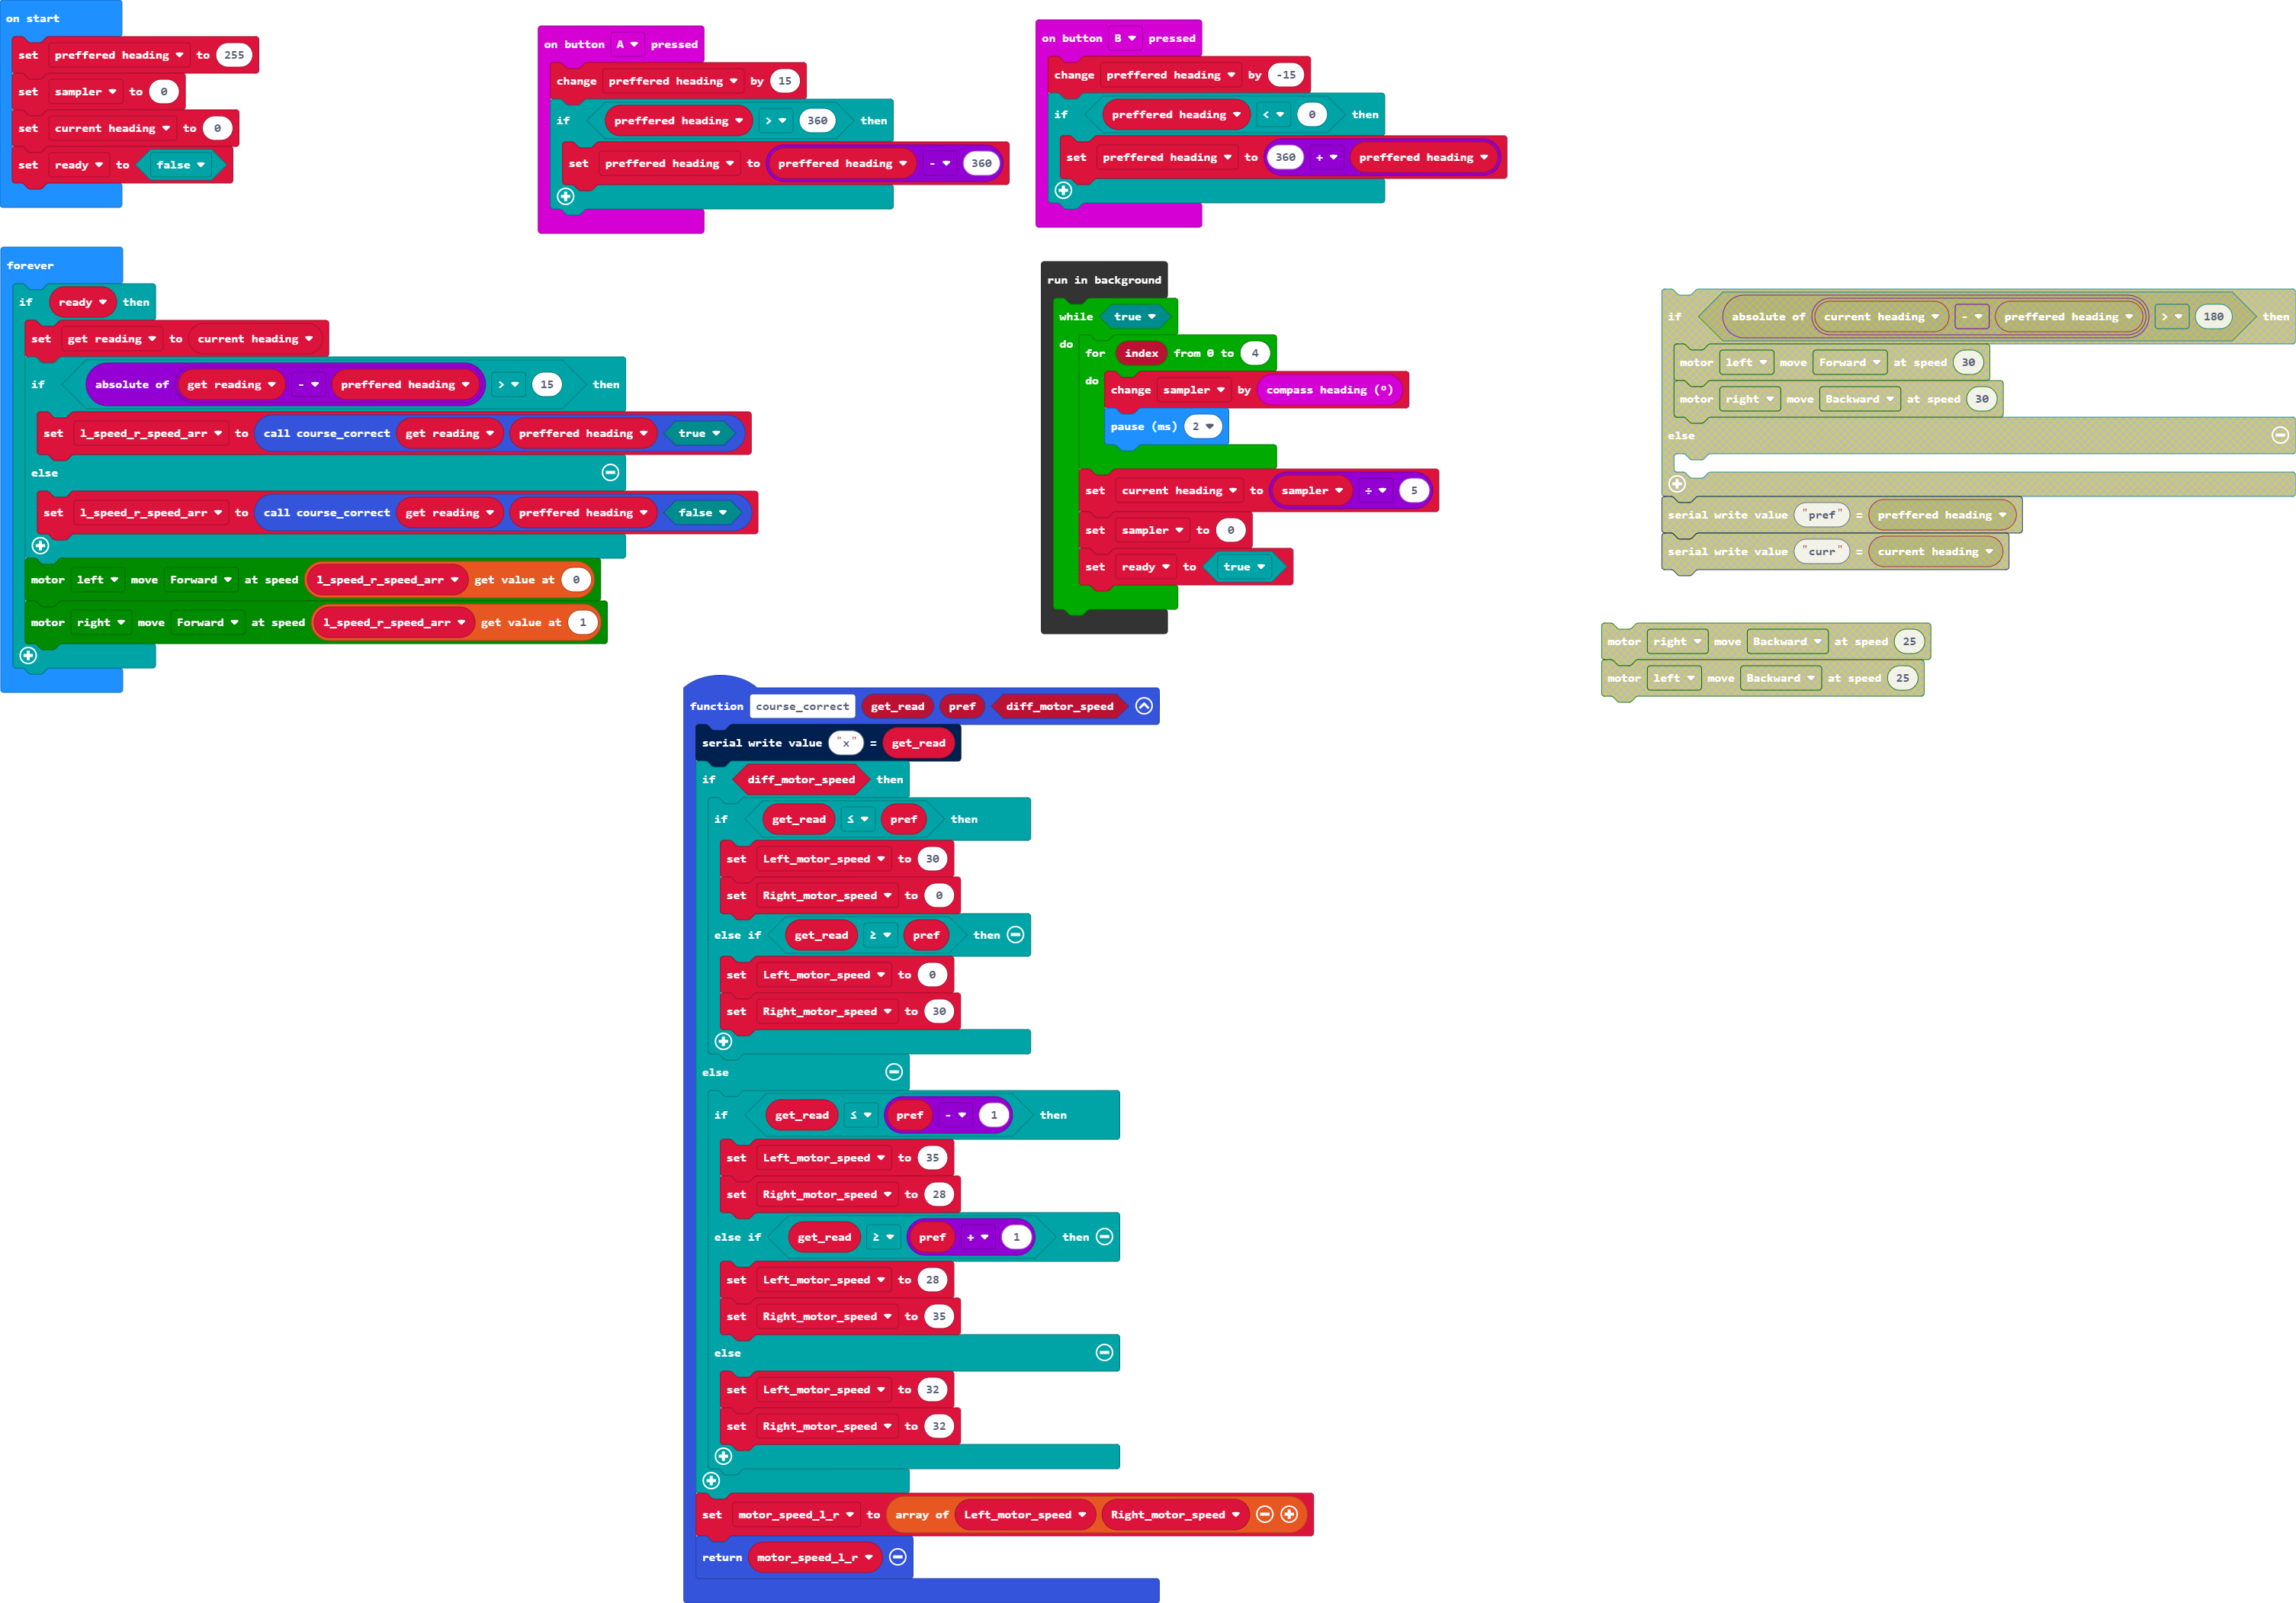 on start
set preffered heading to 255
set sampler to 0
set current heading to 0
set ready to false
on button A pressed
change preffered heading by 15
if preffered heading > 360 then
set preffered heading to preffered heading - 360
on button B pressed
change preffered heading by -15
if preffered heading < 0 then
set preffered heading to 360 + preffered heading
forever
if ready then
set get reading to current heading
if absolute of get reading - preffered heading > 15 then
set l_speed_r_speed_arr to call course_correct get reading preffered heading true
else
set l_speed_r_speed_arr to call course_correct get reading preffered heading false
motor left move Forward at speed l_speed_r_speed_arr get value at 0
motor right move Forward at speed l_speed_r_speed_arr get value at 1
run in background
while true
do
for index from 0 to 4
do
change sampler by compass heading (°)
pause (ms) 2
set current heading to sampler ÷ 5
set sampler to 0
set ready to true
if absolute of current heading - preffered heading > 180 then
motor left move Forward at speed 30
motor right move Backward at speed 30
else
serial write value "pref" = preffered heading
serial write value "curr" = current heading
motor right move Backward at speed 25
motor left move Backward at speed 25
function course_correct get_read pref diff_motor_speed
serial write value "x" = get_read
if diff_motor_speed then
if get_read ≤ pref then
set Left_motor_speed to 30
set Right_motor_speed to 0
else if get_read ≥ pref then
set Left_motor_speed to 0
set Right_motor_speed to 30
else
if get_read ≤ pref - 1 then
set Left_motor_speed to 35
set Right_motor_speed to 28
else if get_read ≥ pref + 1 then
set Left_motor_speed to 28
set Right_motor_speed to 35
else
set Left_motor_speed to 32
set Right_motor_speed to 32
set motor_speed_l_r to array of Left_motor_speed Right_motor_speed
return motor_speed_l_r